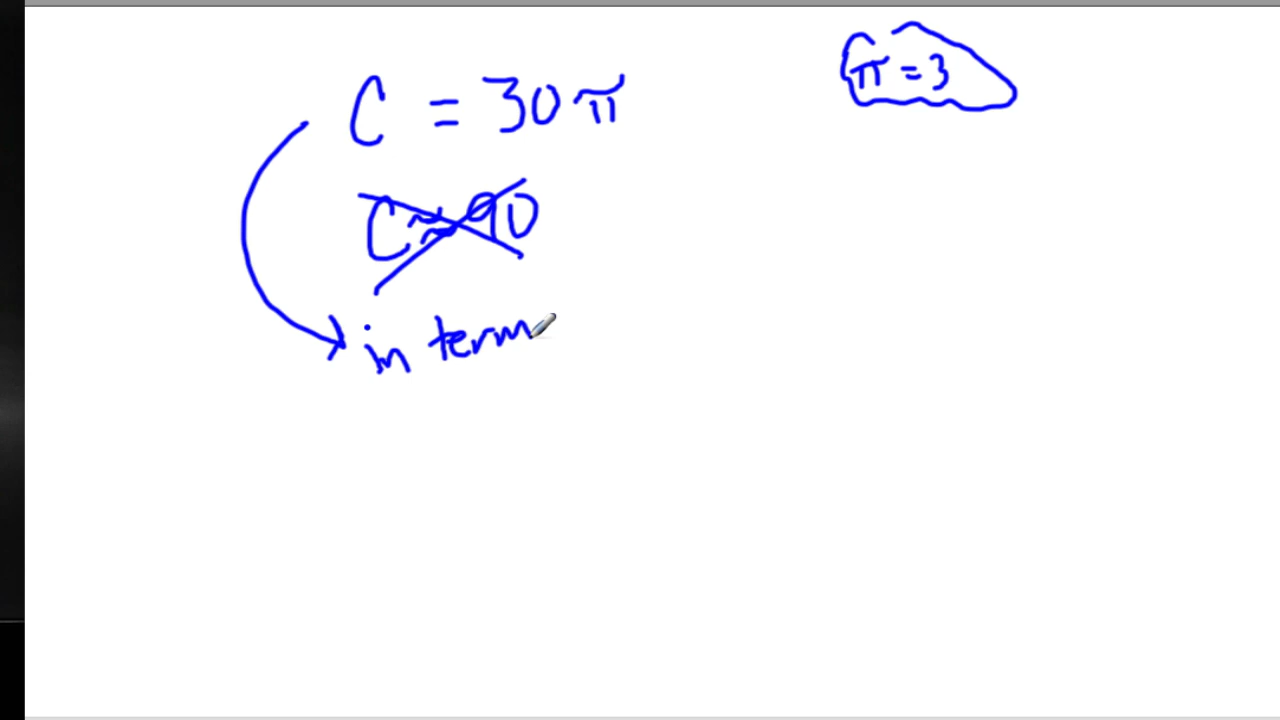 π = 3
C = 30π
C ≈ 90
in term